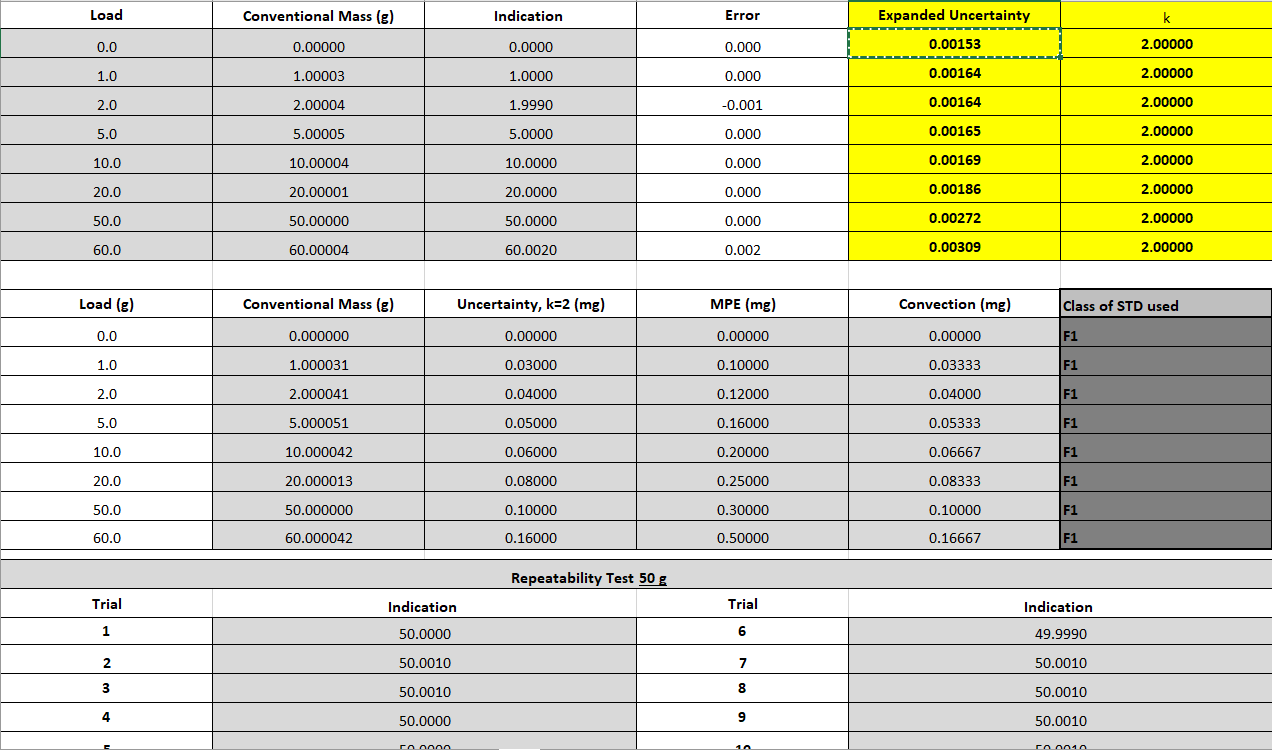 Load Conventional Mass (g) Indication Error Expanded Uncertainty k
0.0 0.00000 0.0000 0.000 0.00153 2.00000
1.0 1.00003 1.0000 0.000 0.00164 2.00000
2.0 2.00004 1.9990 -0.001 0.00164 2.00000
5.0 5.00005 5.0000 0.000 0.00165 2.00000
10.0 10.00004 10.0000 0.000 0.00169 2.00000
20.0 20.00001 20.0000 0.000 0.00186 2.00000
50.0 50.00000 50.0000 0.000 0.00272 2.00000
60.0 60.00004 60.0020 0.002 0.00309 2.00000
Load (g) Conventional Mass (g) Uncertainty, k=2 (mg) MPE (mg) Convection (mg) Class of STD used
0.0 0.000000 0.00000 0.00000 0.00000 F1
1.0 1.000031 0.03000 0.10000 0.03333 F1
2.0 2.000041 0.04000 0.12000 0.04000 F1
5.0 5.000051 0.05000 0.16000 0.05333 F1
10.0 10.000042 0.06000 0.20000 0.06667 F1
20.0 20.000013 0.08000 0.25000 0.08333 F1
50.0 50.000000 0.10000 0.30000 0.10000 F1
60.0 60.000042 0.16000 0.50000 0.16667 F1
Repeatability Test 50 g
Trial Indication Trial Indication
1 50.0000 6 49.9990
2 50.0010 7 50.0010
3 50.0010 8 50.0010
4 50.0000 9 50.0010
5 50.0000 10 50.0010